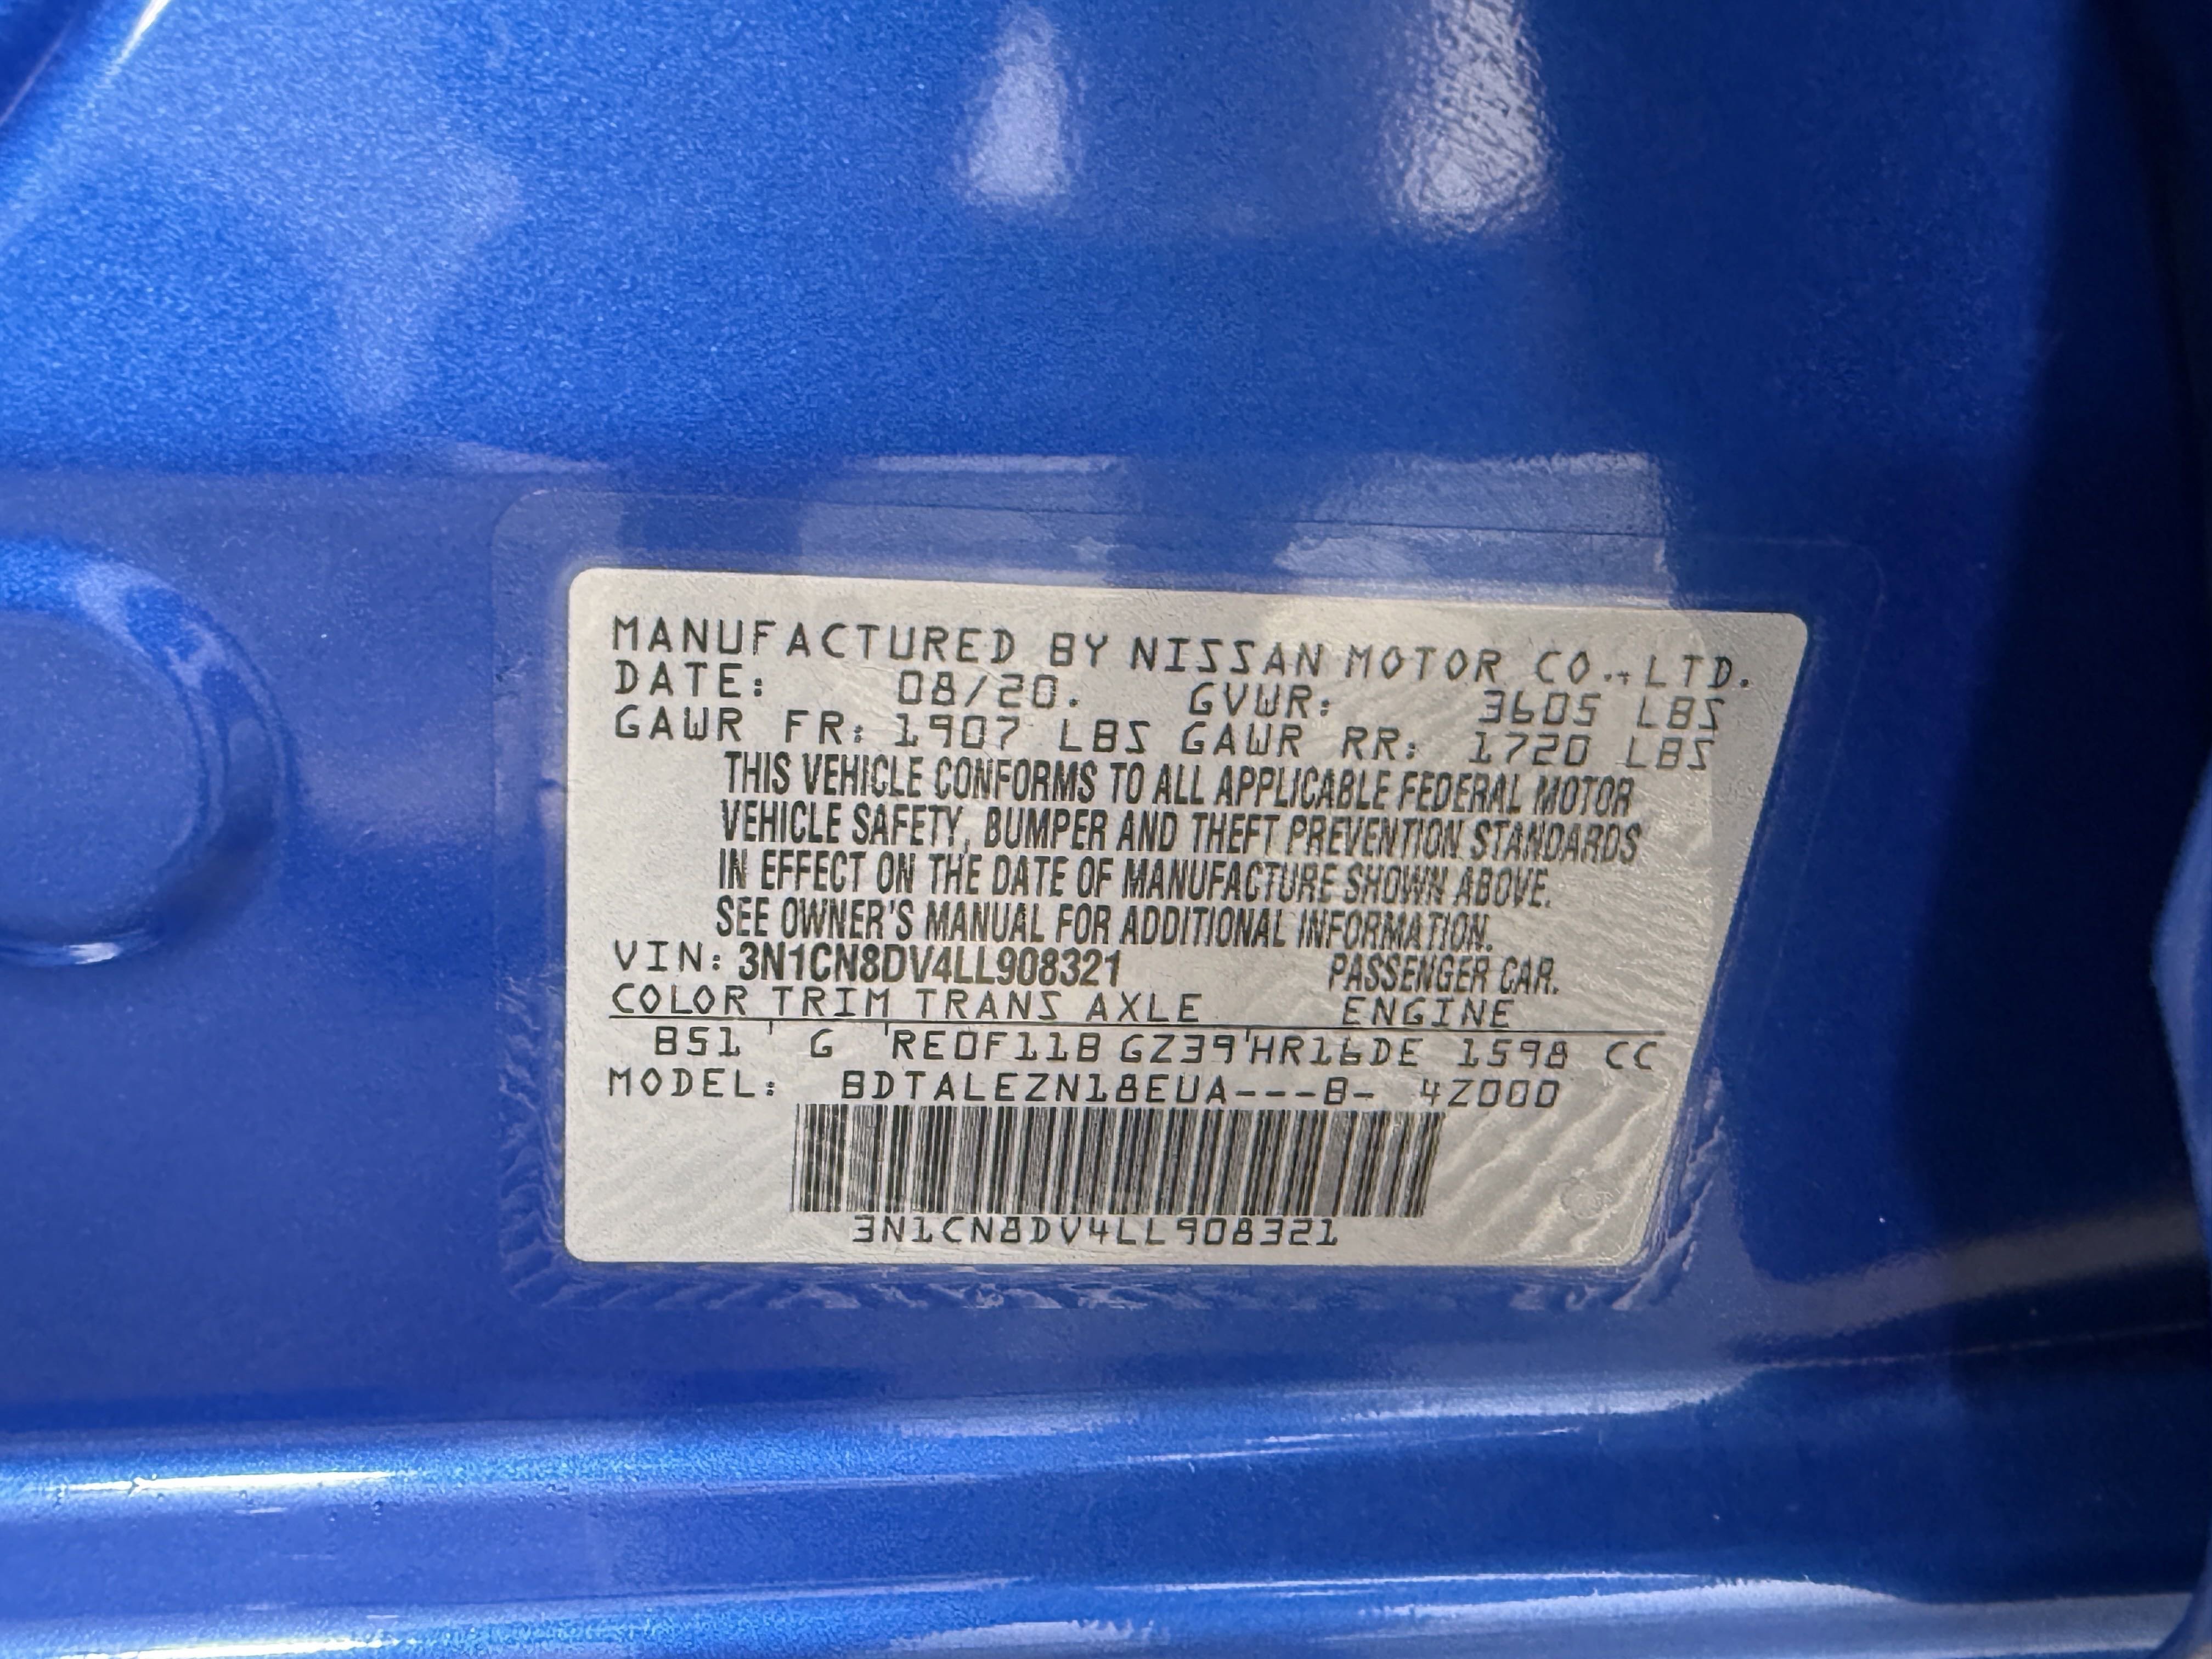 MANUFACTURED BY NISSAN MOTOR CO.,LTD.
DATE: 08/20. GVWR: 3605 LBS
GAWR FR: 1907 LBS GAWR RR: 1720 LBS
THIS VEHICLE CONFORMS TO ALL APPLICABLE FEDERAL MOTOR
VEHICLE SAFETY, BUMPER AND THEFT PREVENTION STANDARDS
IN EFFECT ON THE DATE OF MANUFACTURE SHOWN ABOVE.
SEE OWNER'S MANUAL FOR ADDITIONAL INFORMATION.
VIN: 3N1CN8DV4LL908321 PASSENGER CAR.
COLOR TRIM TRANS AXLE ENGINE
B51 ' G 'RE0F11B GZ39'HR16DE 1598 CC
MODEL: BDTALEZN18EUA---B- 4Z000
3N1CN8DV4LL908321